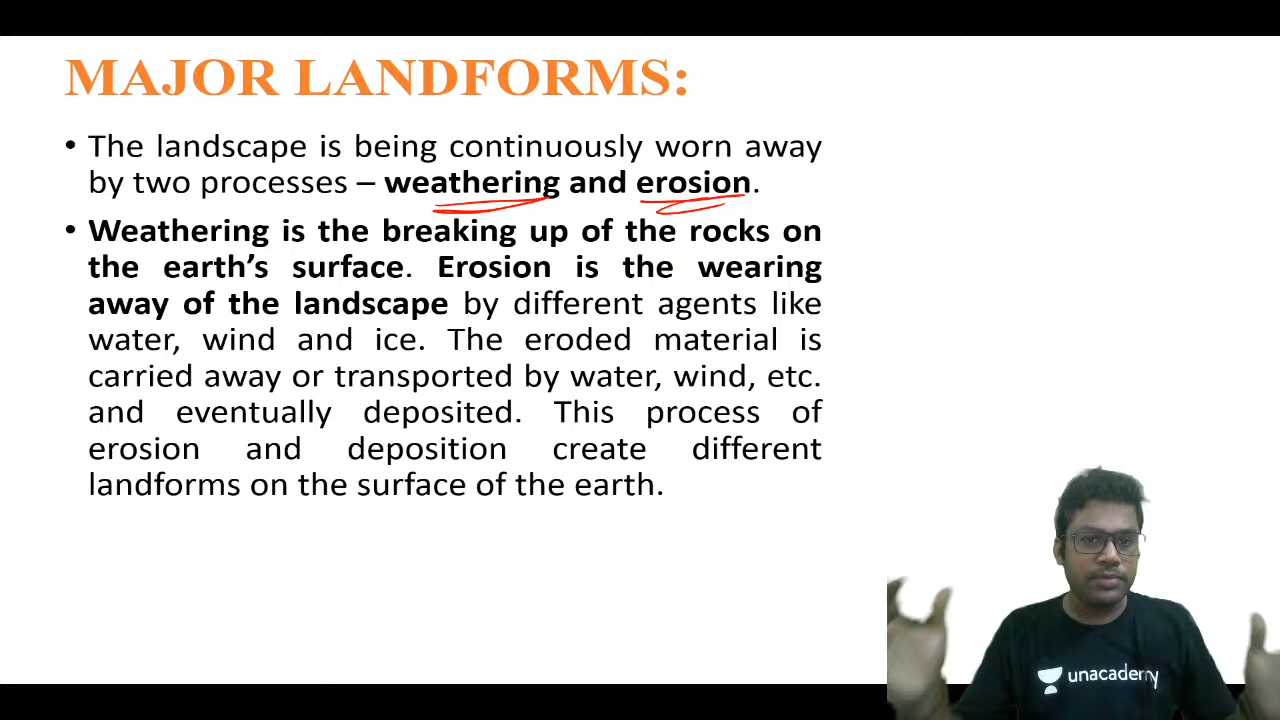 MAJOR LANDFORMS:
• The landscape is being continuously worn away
by two processes – weathering and erosion.
• Weathering is the breaking up of the rocks on
the earth’s surface. Erosion is the wearing
away of the landscape by different agents like
water, wind and ice. The eroded material is
carried away or transported by water, wind, etc.
and eventually deposited. This process of
erosion and deposition create different
landforms on the surface of the earth.
unacademy